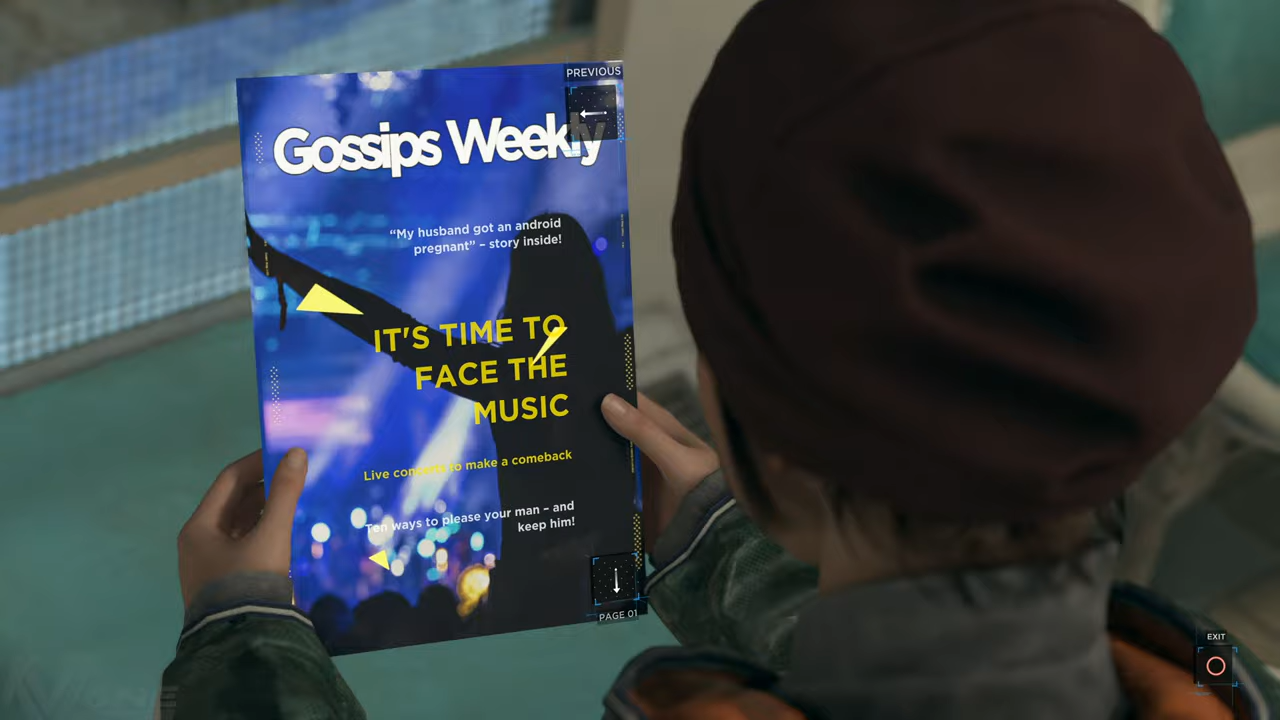 PREVIOUS
Gossips Weekly
“My husband got an android
pregnant” – story inside!
IT'S TIME TO
FACE THE
MUSIC
Live concerts to make a comeback
Ten ways to please your man – and
keep him!
PAGE 01
EXIT